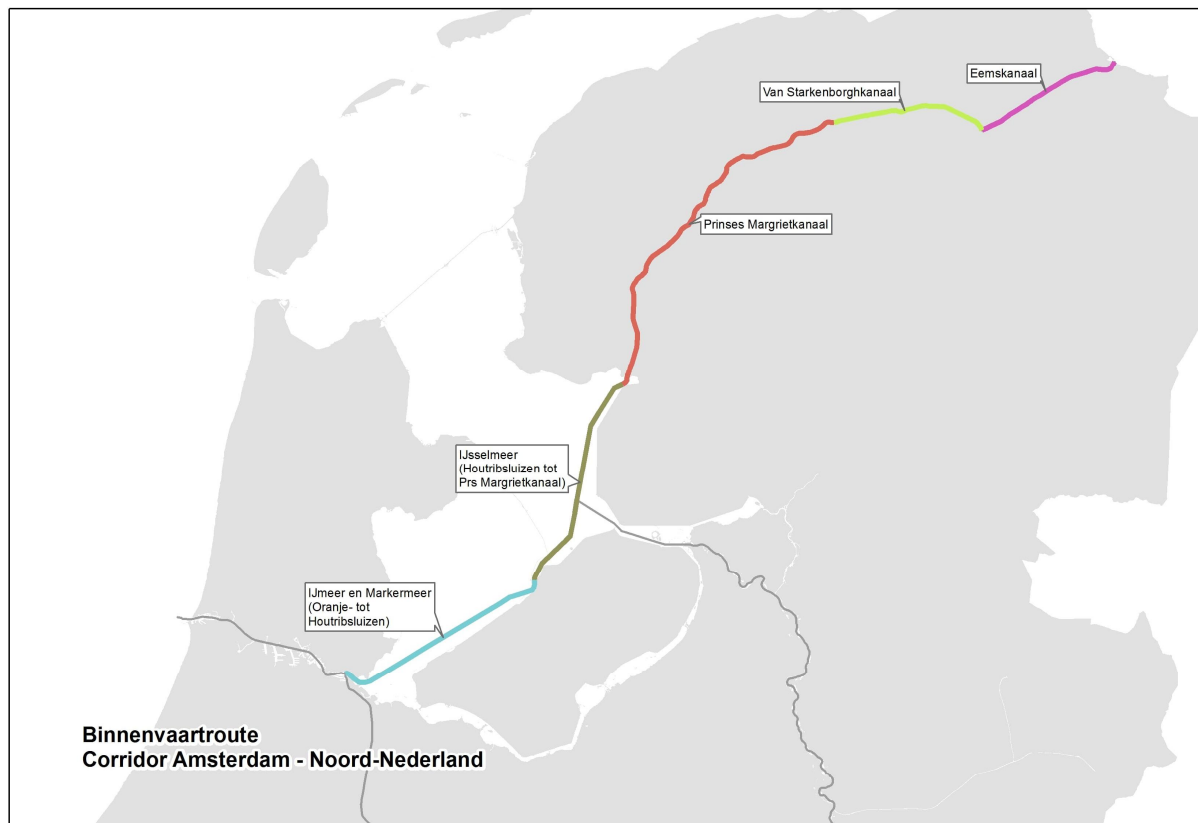 Eemskanaal
Van Starkenborghkanaal
Prinses Margrietkanaal
IJsselmeer
(Houtribsluizen tot
Prs Margrietkanaal)
IJmeer en Markermeer
(Oranje- tot
Houtribsluizen)
Binnenvaartroute
Corridor Amsterdam - Noord-Nederland